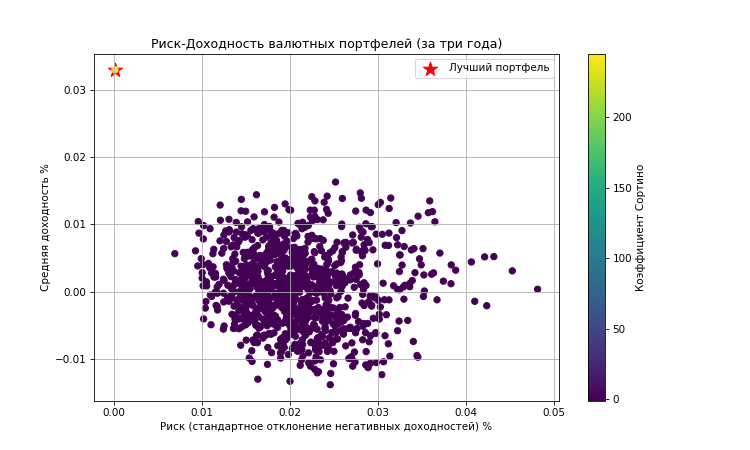 Риск-Доходность валютных портфелей (за три года)
Лучший портфель
0.03
0.02
0.01
0.00
−0.01
Средняя доходность %
0.00 0.01 0.02 0.03 0.04 0.05
Риск (стандартное отклонение негативных доходностей) %
200
150
100
50
0
Коэффициент Сортино